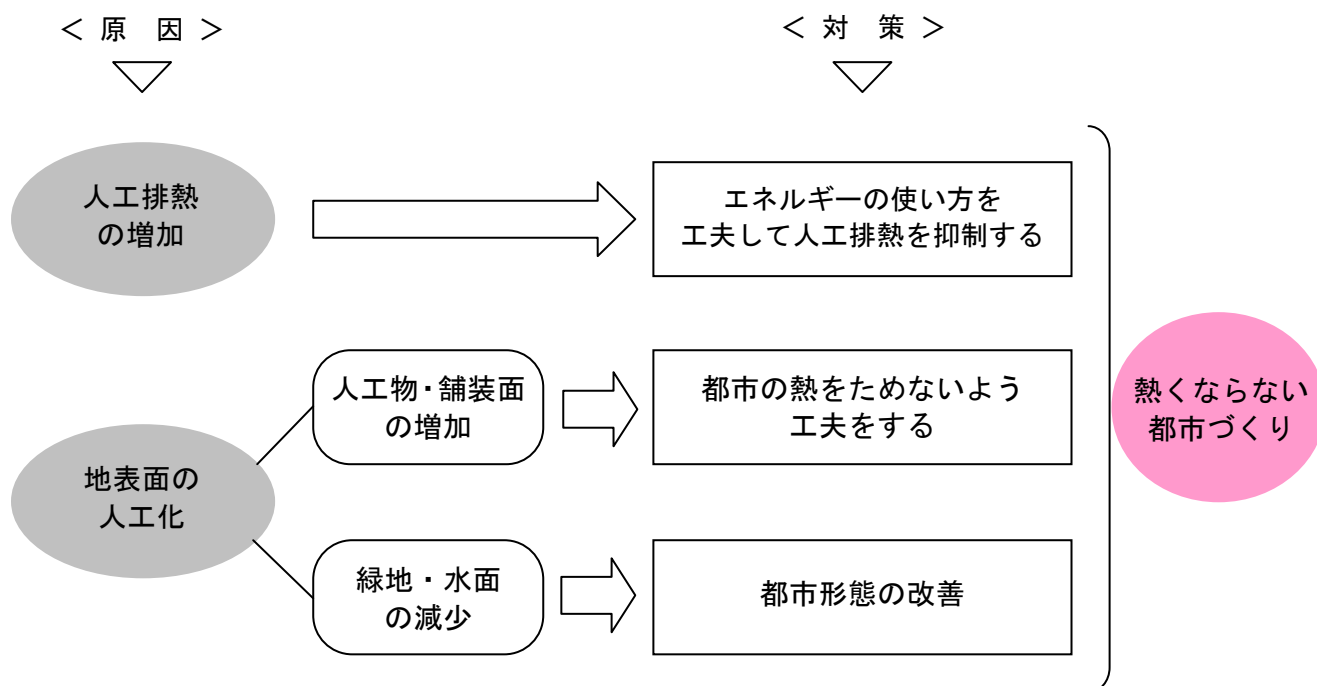 ＜ 原　因 ＞
＜ 対　策 ＞
人工排熱
の増加
エネルギーの使い方を
工夫して人工排熱を抑制する
地表面の
人工化
人工物・舗装面
の増加
都市の熱をためないよう
工夫をする
緑地・水面
の減少
都市形態の改善
熱くならない
都市づくり